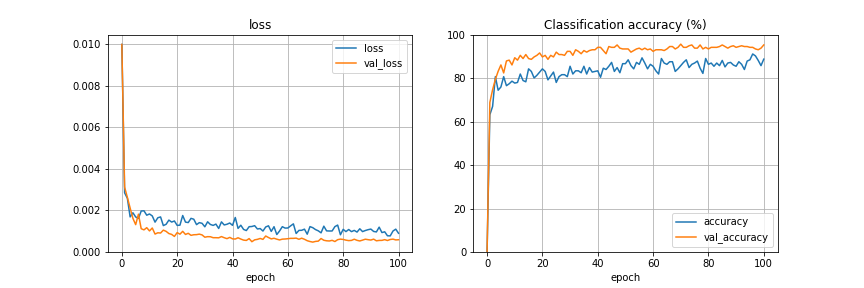 loss
0.010
0.008
0.006
0.004
0.002
0.000
0 20 40 60 80 100
epoch
loss
val_loss
Classification accuracy (%)
100
80
60
40
20
0
0 20 40 60 80 100
epoch
accuracy
val_accuracy